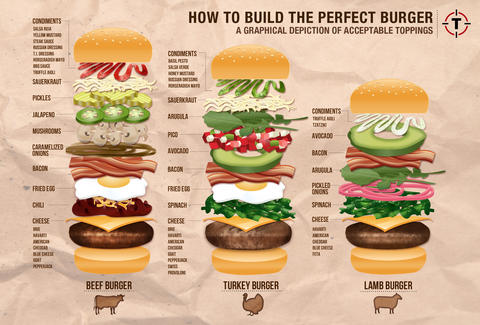 HOW TO BUILD THE PERFECT BURGER
A GRAPHICAL DEPICTION OF ACCEPTABLE TOPPINGS
T
CONDIMENTS
SALSA ROJA
YELLOW MUSTARD
STEAK SAUCE
RUSSIAN DRESSING
T.I. DRESSING
HORSERADISH MAYO
BBQ SAUCE
TRUFFLE AIOLI
SAUERKRAUT
PICKLES
JALAPENO
MUSHROOMS
CARAMELIZED
ONIONS
BACON
FRIED EGG
CHILI
CHEESE
BRIE
HAVARTI
AMERICAN
CHEDDAR
BLUE CHEESE
GOAT
PEPPERJACK
BEEF BURGER
CONDIMENTS
BASIL PESTO
SALSA VERDE
HONEY MUSTARD
RUSSIAN DRESSING
HORSERADISH MAYO
SAUERKRAUT
ARUGULA
PICO
AVOCADO
BACON
FRIED EGG
SPINACH
CHEESE
BRIE
HAVARTI
AMERICAN
CHEDDAR
GOAT
PEPPERJACK
SWISS
PROVOLONE
TURKEY BURGER
CONDIMENTS
TRUFFLE AIOLI
TZATZIKI
AVOCADO
BACON
ARUGULA
PICKLED
ONIONS
SPINACH
CHEESE
BRIE
HAVARTI
AMERICAN
CHEDDAR
BLUE CHEESE
FETA
LAMB BURGER